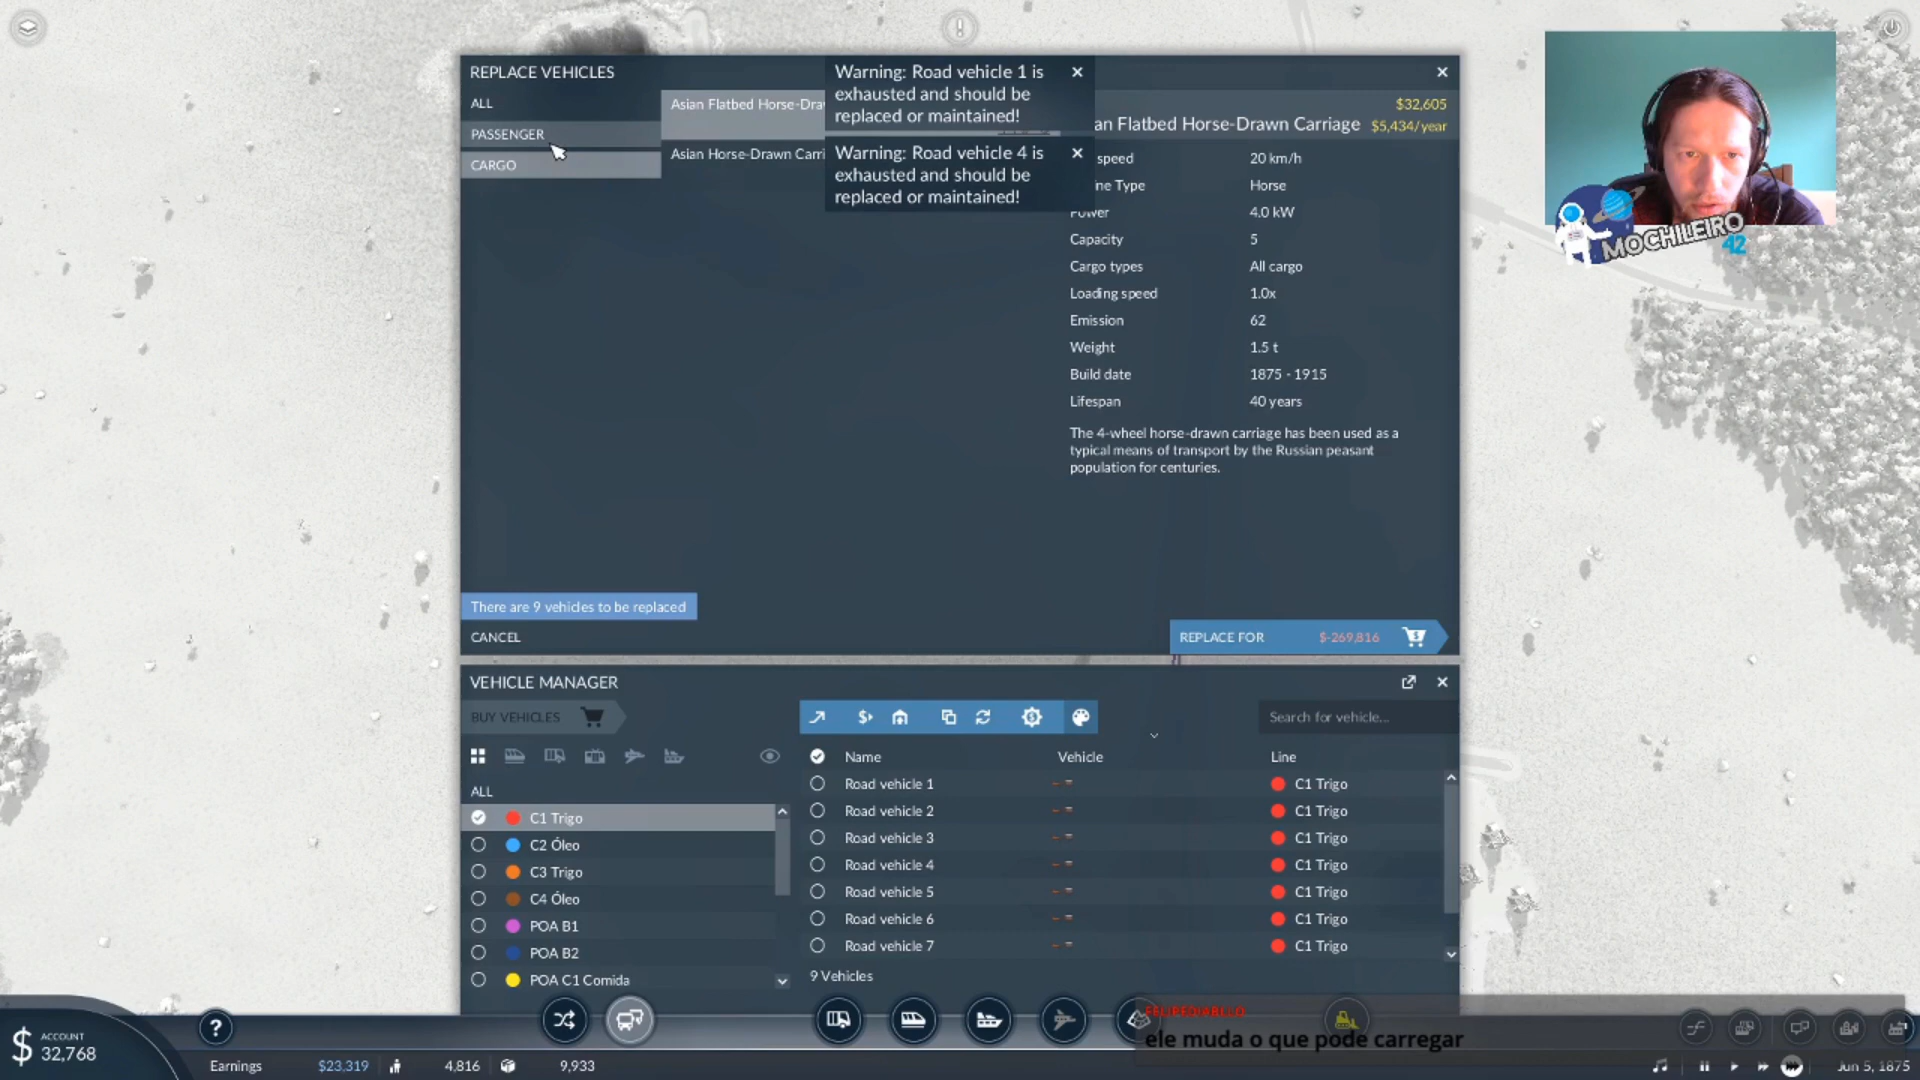 REPLACE VEHICLES
ALL
PASSENGER
CARGO
Asian Flatbed Horse-Dra
Asian Horse-Drawn Carri
Warning: Road vehicle 1 is
exhausted and should be
replaced or maintained!
Warning: Road vehicle 4 is
exhausted and should be
replaced or maintained!
$32,605
an Flatbed Horse-Drawn Carriage $5,434/year
speed 20 km/h
ine Type Horse
Power 4.0 kW
Capacity 5
Cargo types All cargo
Loading speed 1.0x
Emission 62
Weight 1.5 t
Build date 1875 - 1915
Lifespan 40 years
The 4-wheel horse-drawn carriage has been used as a
typical means of transport by the Russian peasant
population for centuries.
There are 9 vehicles to be replaced
CANCEL
REPLACE FOR $-269,816
MOCHILEIRO
42
VEHICLE MANAGER
BUY VEHICLES
Search for vehicle...
ALL
C1 Trigo
C2 Óleo
C3 Trigo
C4 Óleo
POA B1
POA B2
POA C1 Comida
Name Vehicle Line
Road vehicle 1 C1 Trigo
Road vehicle 2 C1 Trigo
Road vehicle 3 C1 Trigo
Road vehicle 4 C1 Trigo
Road vehicle 5 C1 Trigo
Road vehicle 6 C1 Trigo
Road vehicle 7 C1 Trigo
9 Vehicles
FELIPEDIABLLO
ele muda o que pode carregar
$ ACCOUNT
32,768
?
Earnings $23,319 4,816 9,933
Jun 5, 1875